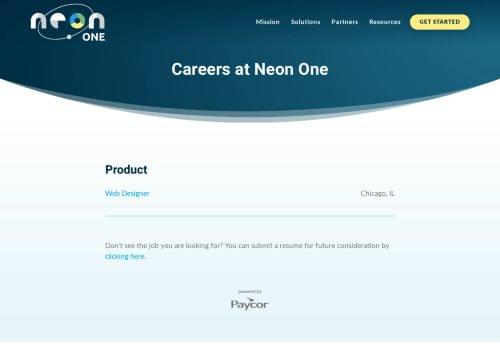 neon ONE
Mission Solutions Partners Resources GET STARTED
Careers at Neon One
Product
Web Designer Chicago, IL
Don't see the job you are looking for? You can submit a resume for future consideration by
clicking here.
powered by
Paycor